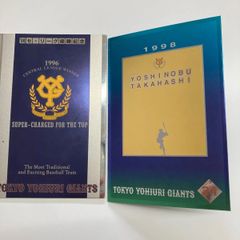 1996
CENTRAL LEAGUE WINNER
SUPER-CHARGED FOR THE TOP
The Most Traditional
and Exciting Baseball Team
TOKYO YOMIURI GIANTS
1998
YOSHINOBU
TAKAHASHI
TOKYO YOMIURI GIANTS